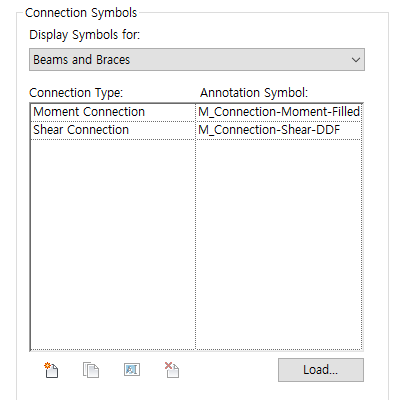 Connection Symbols
Display Symbols for:
Beams and Braces
Connection Type: Annotation Symbol:
Moment Connection M_Connection-Moment-Filled
Shear Connection M_Connection-Shear-DDF
Load...